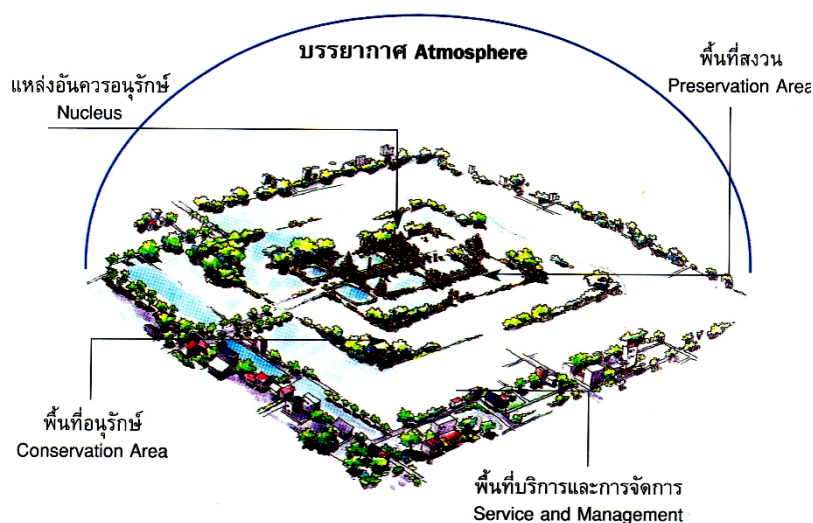 บรรยากาศ Atmosphere
แหล่งอันควรอนุรักษ์
Nucleus
พื้นที่สงวน
Preservation Area
พื้นที่อนุรักษ์
Conservation Area
พื้นที่บริการและการจัดการ
Service and Management